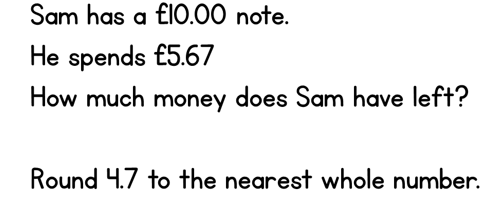 Sam has a £10.00 note.
He spends £5.67
How much money does Sam have left?
Round 4.7 to the nearest whole number.